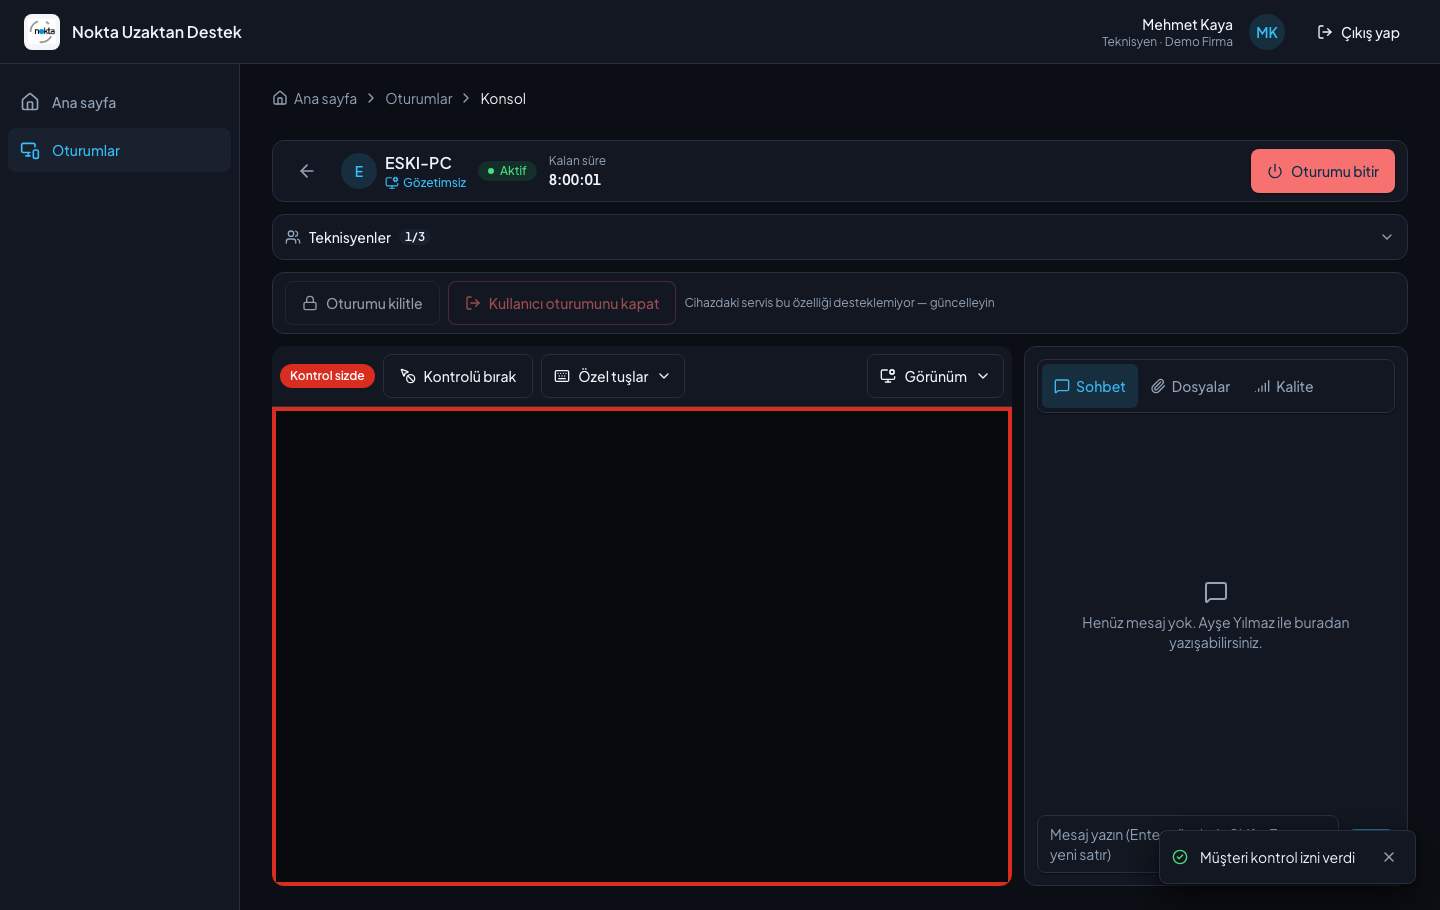 nokta
Nokta Uzaktan Destek
Mehmet Kaya
Teknisyen · Demo Firma
MK
Çıkış yap
Ana sayfa
Oturumlar
Ana sayfa
Oturumlar
Konsol
E
ESKI-PC
Gözetimsiz
Aktif
Kalan süre
8:00:01
Oturumu bitir
Teknisyenler
1/3
Oturumu kilitle
Kullanıcı oturumunu kapat
Cihazdaki servis bu özelliği desteklemiyor — güncelleyin
Kontrol sizde
Kontrolü bırak
Özel tuşlar
Görünüm
Sohbet
Dosyalar
Kalite
Henüz mesaj yok. Ayşe Yılmaz ile buradan
yazışabilirsiniz.
Mesaj yazın
yeni satır)
Müşteri kontrol izni verdi